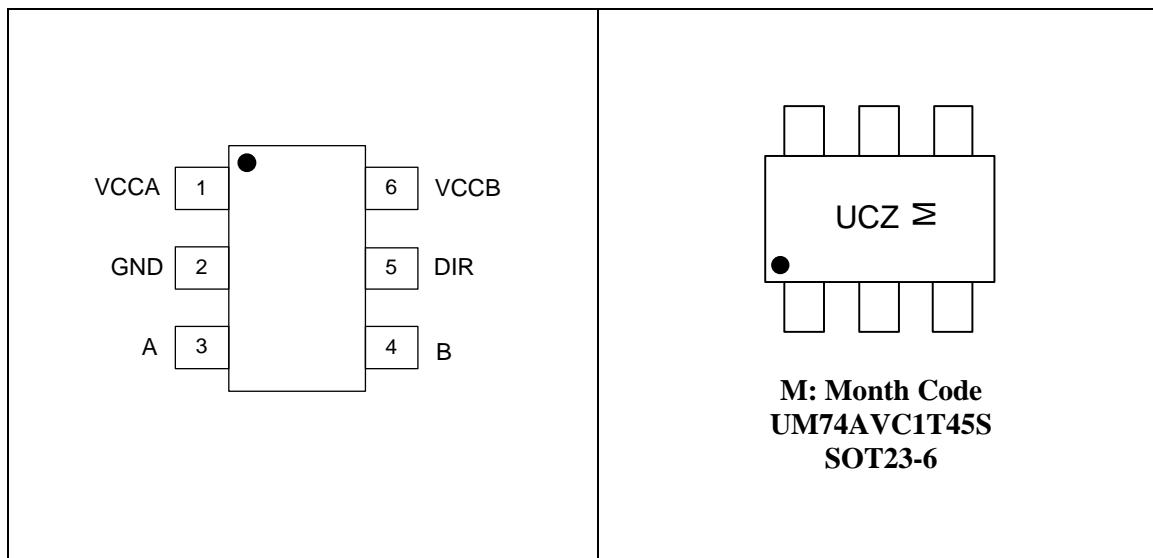 VCCA 1 6 VCCB
GND 2 5 DIR
A 3 4 B
UCZ M
M: Month Code
UM74AVC1T45S
SOT23-6